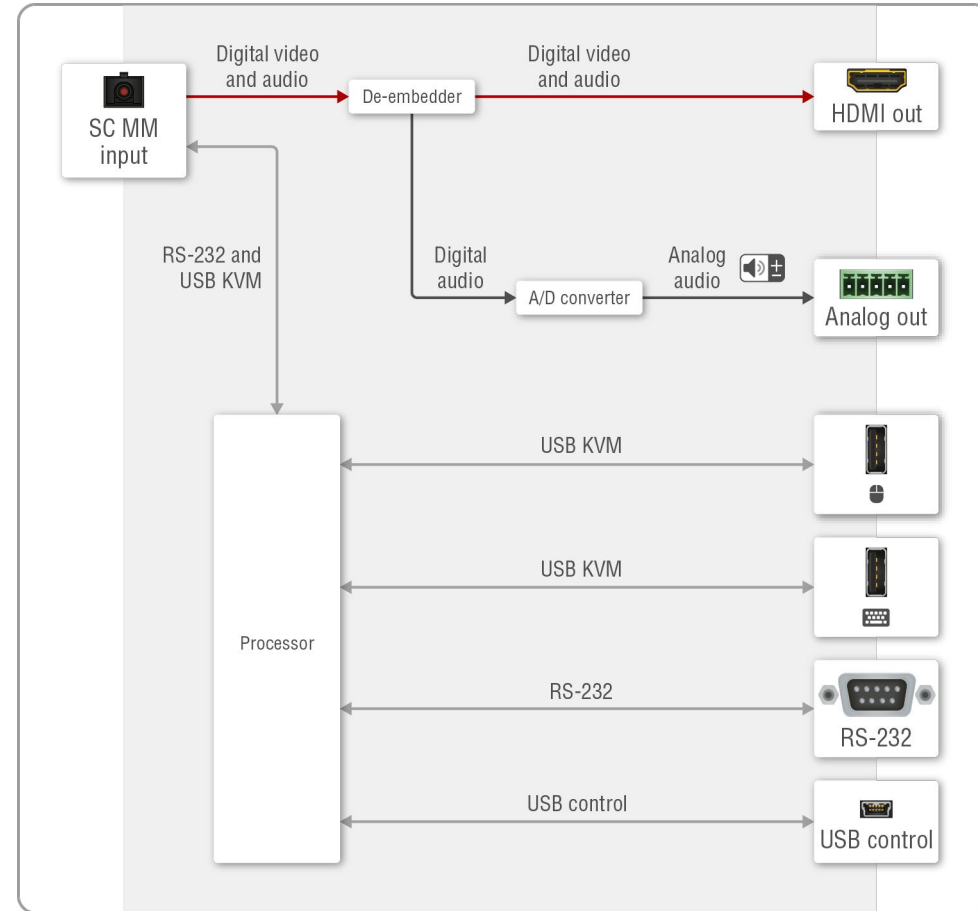 Digital video
and audio
Digital video
and audio
De-embedder
SC MM
input
HDMI out
RS-232 and
USB KVM
Digital
audio
Analog
audio
A/D converter
Analog out
USB KVM
USB KVM
Processor
RS-232
RS-232
USB control
USB control